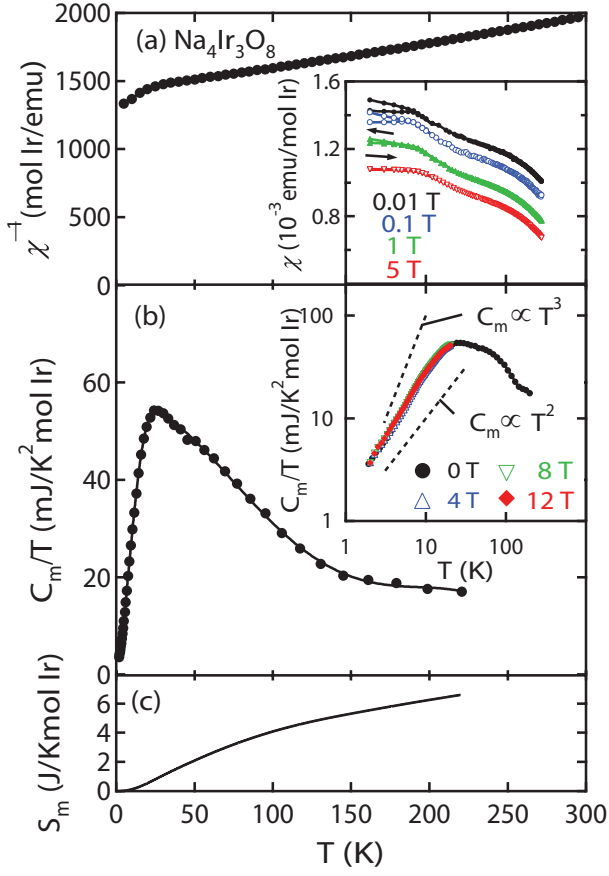 2000
1500
1000
500
0
χ⁻¹ (mol Ir/emu)
(a) Na₄Ir₃O₈
1.6
1.2
0.8
χ (10⁻³ emu/mol Ir)
0.01 T
0.1 T
1 T
5 T
(b)
60
40
20
0
Cₘ/T (mJ/K²mol Ir)
100
10
1
Cₘ/T (mJ/K²mol Ir)
Cₘ∝ T³
Cₘ∝ T²
0 T
8 T
4 T
12 T
1
10
100
T (K)
(c)
6
4
2
0
Sₘ (J/Kmol Ir)
0
50
100
150
200
250
300
T (K)